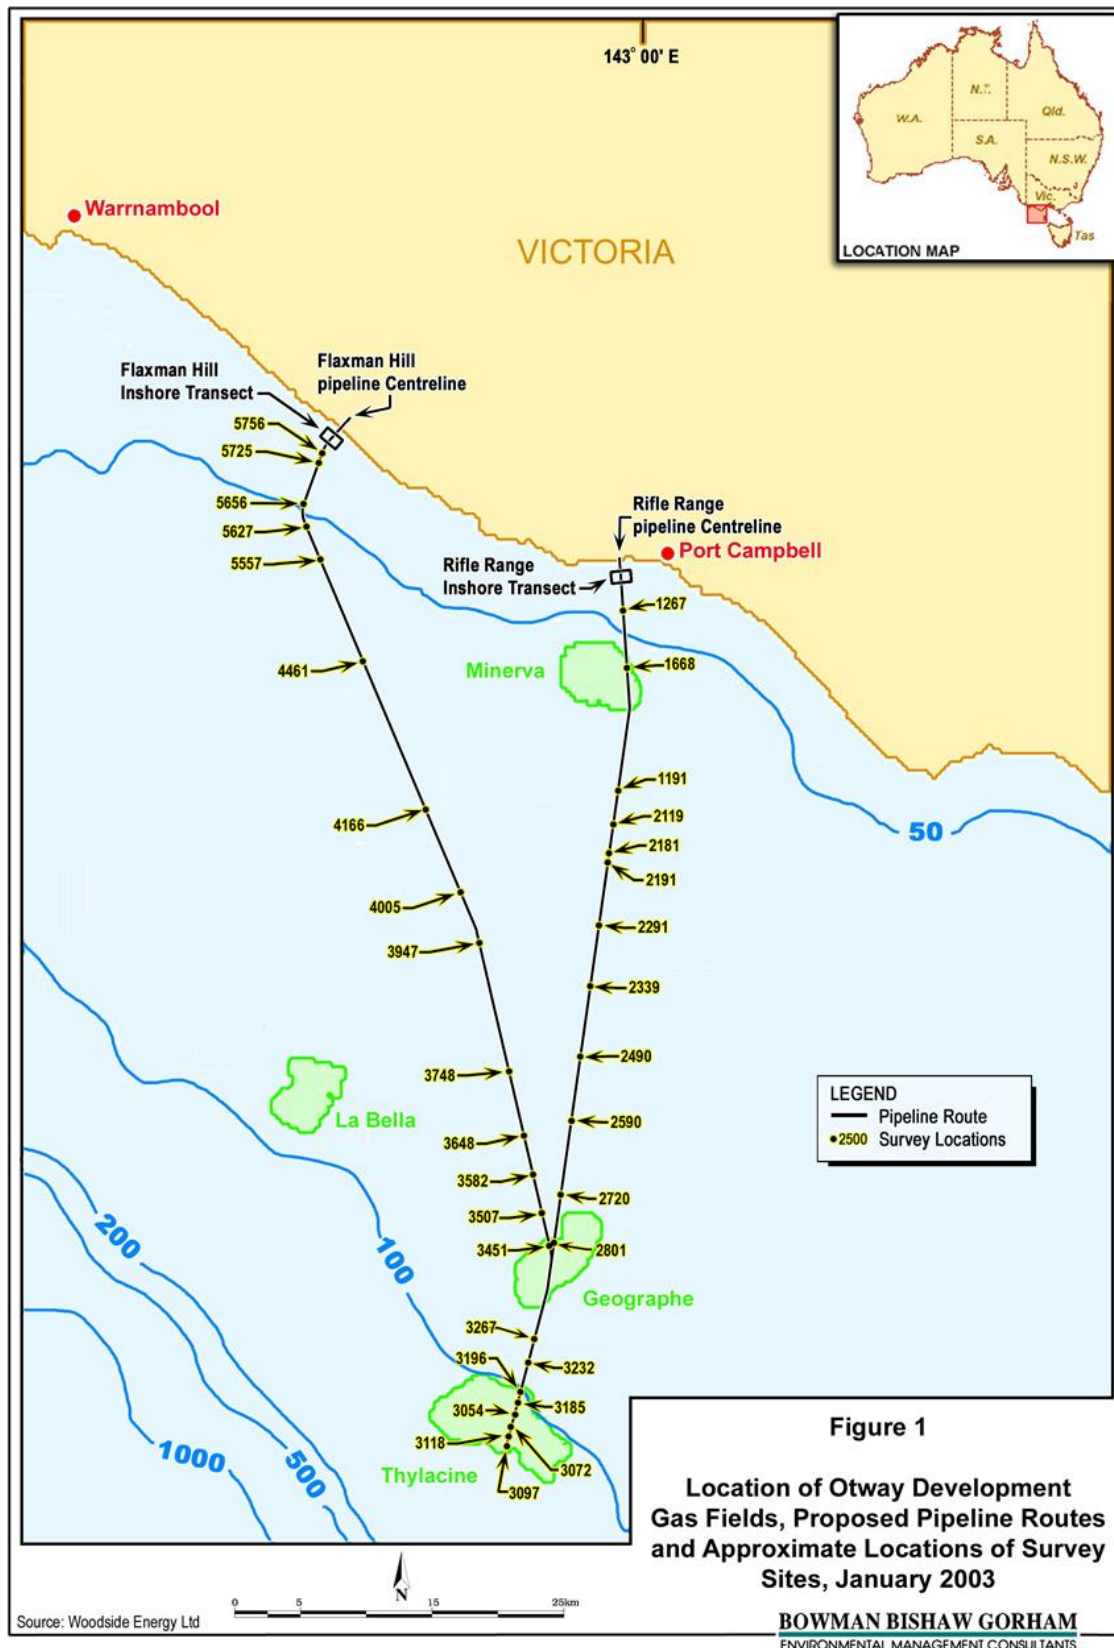 143° 00' E
W.A.
N.T.
Qld.
S.A.
N.S.W.
Vic.
Tas
LOCATION MAP
Warrnambool
VICTORIA
Flaxman Hill
Inshore Transect
Flaxman Hill
pipeline Centreline
5756
5725
5656
5627
5557
4461
4166
4005
3947
3748
3648
3582
3507
3451
Rifle Range
pipeline Centreline
Port Campbell
Rifle Range
Inshore Transect
1267
Minerva
1668
1191
2119
2181
2191
2291
2339
2490
2590
2720
2801
50
La Bella
Geographe
3267
3196
3232
3054
3185
3118
3072
3097
Thylacine
200
100
500
1000
LEGEND
Pipeline Route
2500 Survey Locations
Figure 1
Location of Otway Development
Gas Fields, Proposed Pipeline Routes
and Approximate Locations of Survey
Sites, January 2003
N
0 5 15 25km
Source: Woodside Energy Ltd
BOWMAN BISHAW GORHAM
ENVIRONMENTAL MANAGEMENT CONSULTANTS